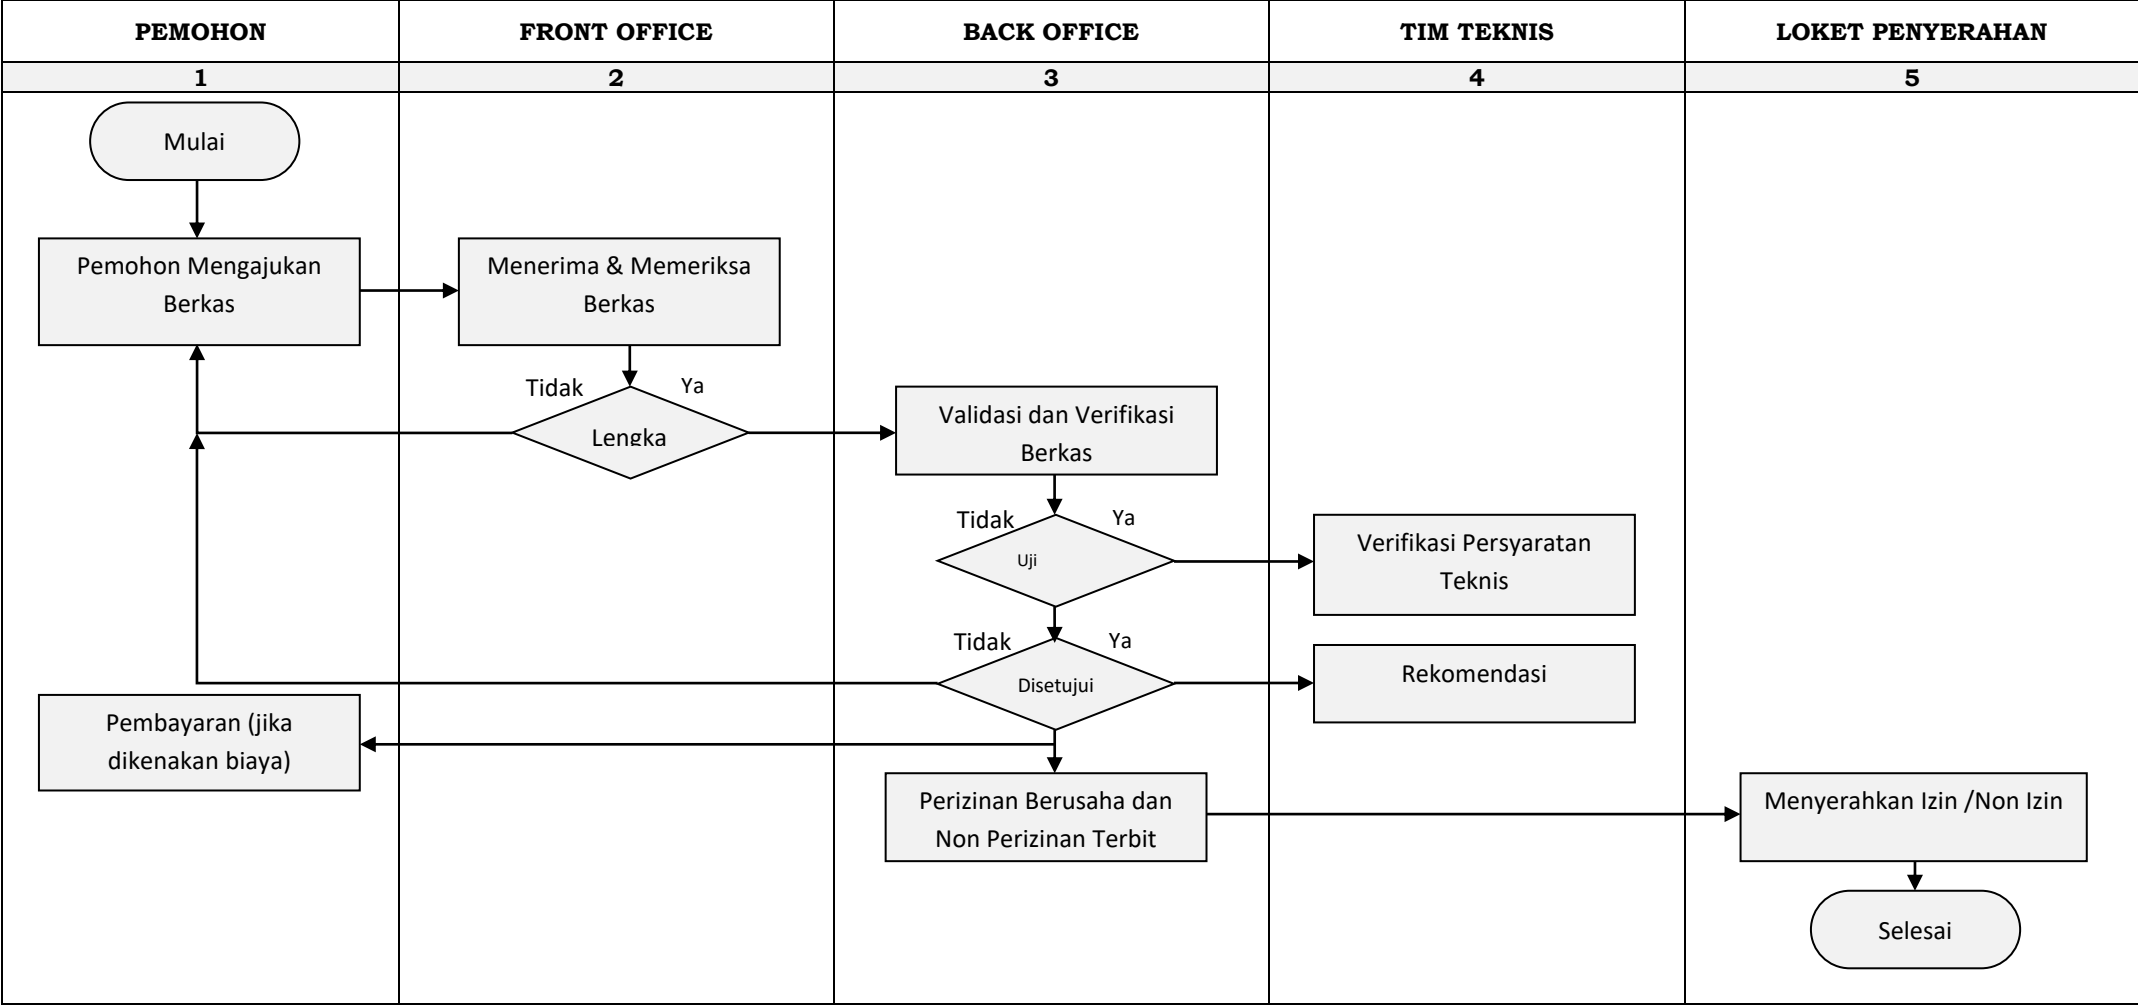 PEMOHON
FRONT OFFICE
BACK OFFICE
TIM TEKNIS
LOKET PENYERAHAN
1
2
3
4
5
Mulai
Pemohon Mengajukan
Berkas
Menerima & Memeriksa
Berkas
Tidak
Ya
Lengka
Validasi dan Verifikasi
Berkas
Tidak
Ya
Uji
Verifikasi Persyaratan
Teknis
Tidak
Ya
Disetujui
Rekomendasi
Pembayaran (jika
dikenakan biaya)
Perizinan Berusaha dan
Non Perizinan Terbit
Menyerahkan Izin /Non Izin
Selesai